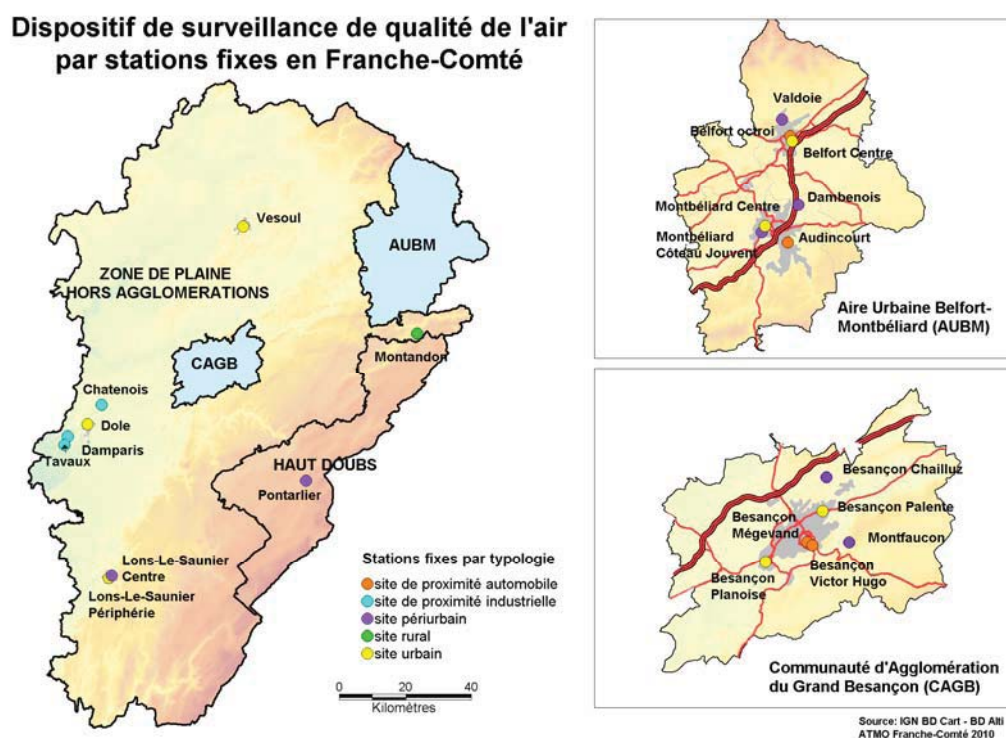 Dispositif de surveillance de qualité de l'air
par stations fixes en Franche-Comté
Vesoul
AUBM
ZONE DE PLAINE
HORS AGGLOMERATIONS
Montandon
CAGB
Chatenois
Dole
Damparis
Tavaux
HAUT DOUBS
Pontarlier
Lons-Le-Saunier
Centre
Lons-Le-Saunier
Périphérie
Stations fixes par typologie
site de proximité automobile
site de proximité industrielle
site périurbain
site rural
site urbain
0 20 40
Kilomètres
Valdoie
Belfort octroi
Belfort Centre
Dambenois
Montbéliard Centre
Montbéliard
Côteau Jouvent
Audincourt
Aire Urbaine Belfort-
Montbéliard (AUBM)
Besançon Chailluz
Besançon Palente
Besançon
Mégevand
Montfaucon
Besançon
Victor Hugo
Besançon
Planoise
Communauté d'Agglomération
du Grand Besançon (CAGB)
Source: IGN BD Cart - BD Alti
ATMO Franche-Comté 2010